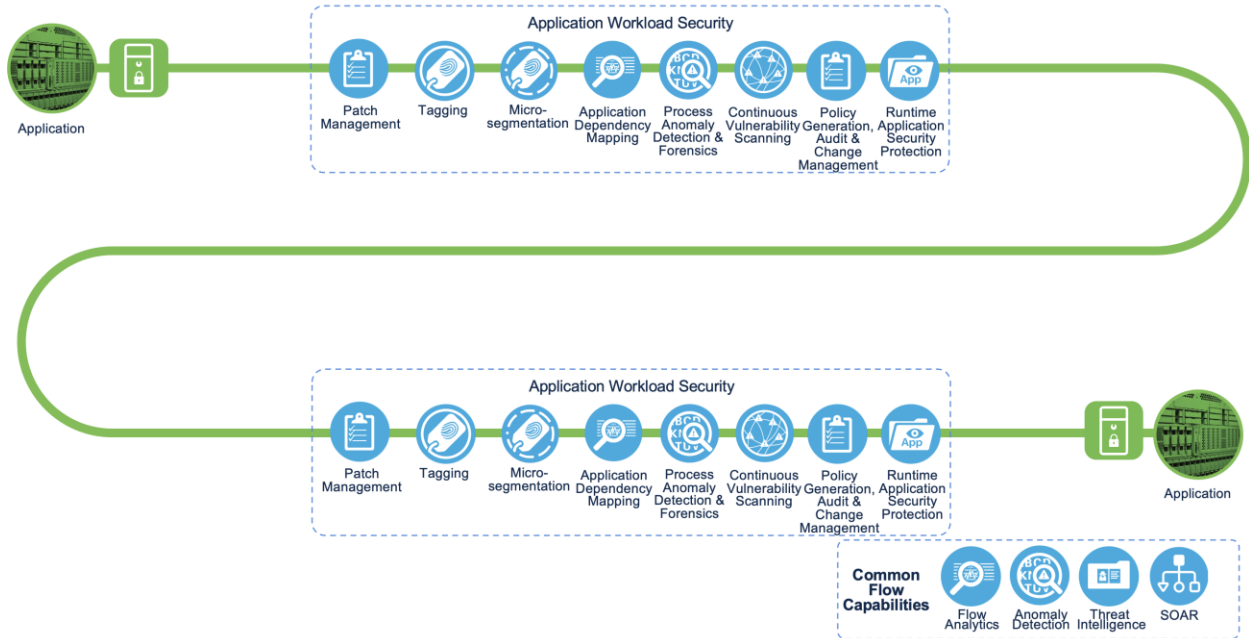 Application Workload Security
Patch
Management
Tagging
Micro-
segmentation
Application
Dependency
Mapping
Process
Anomaly
Detection &
Forensics
Continuous
Vulnerability
Scanning
Policy
Generation,
Audit &
Change
Management
App
Runtime
Application
Security
Protection
Application
Application Workload Security
Patch
Management
Tagging
Micro-
segmentation
Application
Dependency
Mapping
Process
Anomaly
Detection &
Forensics
Continuous
Vulnerability
Scanning
Policy
Generation,
Audit &
Change
Management
App
Runtime
Application
Security
Protection
Application
Common
Flow
Capabilities
Flow
Analytics
Anomaly
Detection
Threat
Intelligence
SOAR